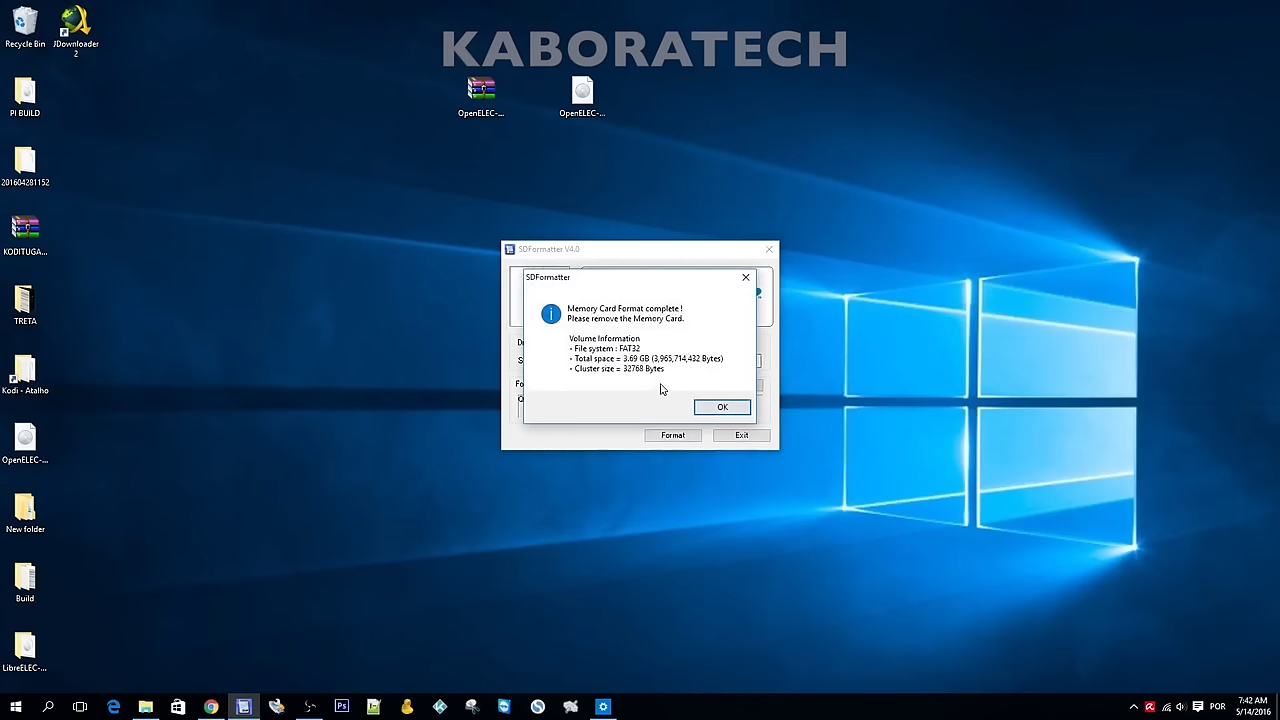 KABORATECH
Recycle Bin
JDownloader
2
PI BUILD
201604281152
KODITUGA...
TRETA
Kodi - Atalho
OpenELEC-...
New folder
Build
LibreELEC-...
OpenELEC-...
OpenELEC-...
SDFormatter V4.0
SDFormatter
Memory Card Format complete !
Please remove the Memory Card.
Volume Information
- File system : FAT32
- Total space = 3.69 GB (3,965,714,432 Bytes)
- Cluster size = 32768 Bytes
OK
Format
Exit
Ps
POR
7:42 AM
5/14/2016